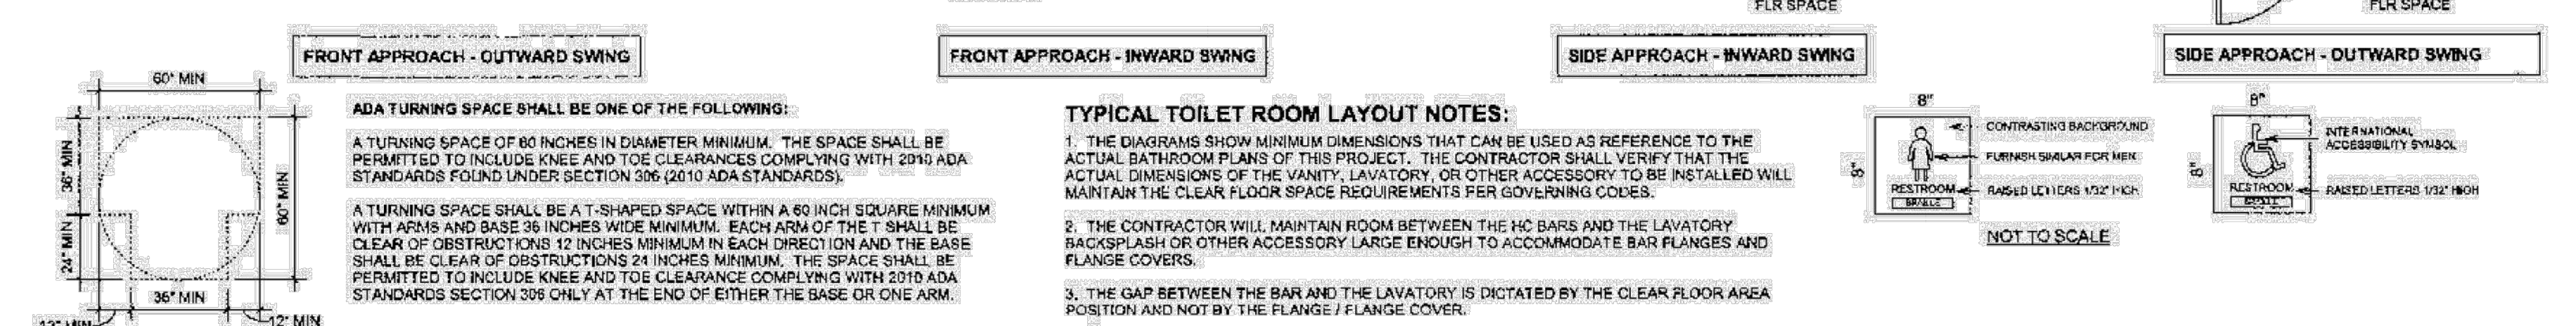 FLR SPACE
FLR SPACE
FRONT APPROACH - OUTWARD SWING
FRONT APPROACH - INWARD SWING
SIDE APPROACH - INWARD SWING
SIDE APPROACH - OUTWARD SWING
60" MIN
36" MIN
24" MIN
60" MIN
36" MIN
12" MIN
12" MIN
ADA TURNING SPACE SHALL BE ONE OF THE FOLLOWING:
A TURNING SPACE OF 60 INCHES IN DIAMETER MINIMUM. THE SPACE SHALL BE
PERMITTED TO INCLUDE KNEE AND TOE CLEARANCES COMPLYING WITH 2010 ADA
STANDARDS FOUND UNDER SECTION 306 (2010 ADA STANDARDS).
A TURNING SPACE SHALL BE A T-SHAPED SPACE WITHIN A 60 INCH SQUARE MINIMUM
WITH ARMS AND BASE 36 INCHES WIDE MINIMUM. EACH ARM OF THE T SHALL BE
CLEAR OF OBSTRUCTIONS 12 INCHES MINIMUM IN EACH DIRECTION AND THE BASE
SHALL BE CLEAR OF OBSTRUCTIONS 24 INCHES MINIMUM. THE SPACE SHALL BE
PERMITTED TO INCLUDE KNEE AND TOE CLEARANCE COMPLYING WITH 2010 ADA
STANDARDS SECTION 306 ONLY AT THE END OF EITHER THE BASE OR ONE ARM.
TYPICAL TOILET ROOM LAYOUT NOTES:
1. THE DIAGRAMS SHOW MINIMUM DIMENSIONS THAT CAN BE USED AS REFERENCE TO THE
ACTUAL BATHROOM PLANS OF THIS PROJECT. THE CONTRACTOR SHALL VERIFY THAT THE
ACTUAL DIMENSIONS OF THE VANITY, LAVATORY, OR OTHER ACCESSORY TO BE INSTALLED WILL
MAINTAIN THE CLEAR FLOOR SPACE REQUIREMENTS PER GOVERNING CODES.
2. THE CONTRACTOR WILL MAINTAIN ROOM BETWEEN THE HC BARS AND THE LAVATORY
BACKSPLASH OR OTHER ACCESSORY LARGE ENOUGH TO ACCOMMODATE BAR FLANGES AND
FLANGE COVERS.
3. THE GAP BETWEEN THE BAR AND THE LAVATORY IS DICTATED BY THE CLEAR FLOOR AREA
POSITION AND NOT BY THE FLANGE / FLANGE COVER.
8"
8"
CONTRASTING BACKGROUND
FURNISH SIMILAR FOR MEN
RESTROOM
RAISED LETTERS 1/32" HIGH
BRAILLE
NOT TO SCALE
8"
8"
INTERNATIONAL
ACCESSIBILITY SYMBOL
RESTROOM
RAISED LETTERS 1/32" HIGH